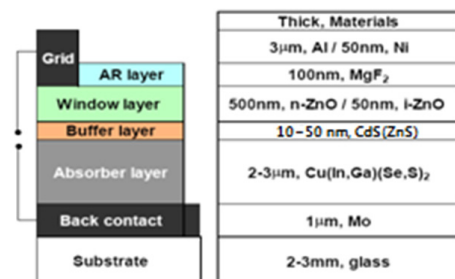 Thick, Materials
Grid
3μm, Al / 50nm, Ni
AR layer
100nm, MgF₂
Window layer
500nm, n-ZnO / 50nm, i-ZnO
Buffer layer
10-50 nm, CdS(ZnS)
Absorber layer
2-3μm, Cu(In,Ga)(Se,S)₂
Back contact
1μm, Mo
Substrate
2-3mm, glass